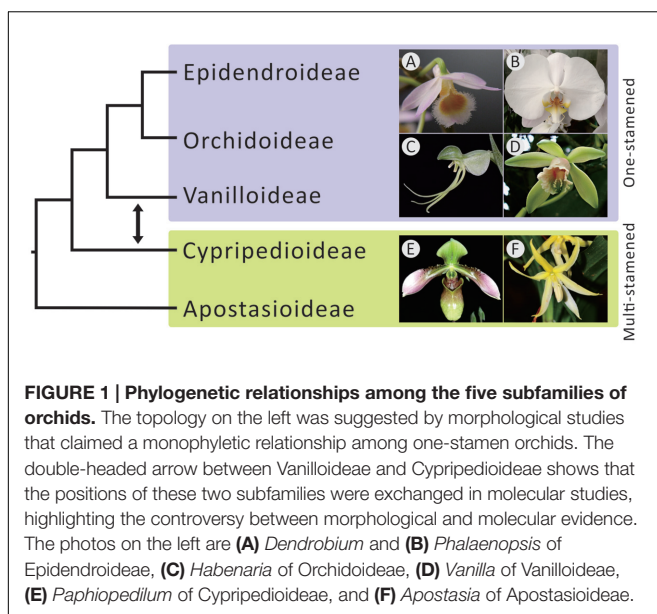 Epidendroideae
Orchidoideae
Vanilloideae
Cypripedioideae
Apostasioideae
A
B
C
D
E
F
One-stamened
Multi-stamened
FIGURE 1 | Phylogenetic relationships among the five subfamilies of
orchids. The topology on the left was suggested by morphological studies
that claimed a monophyletic relationship among one-stamen orchids. The
double-headed arrow between Vanilloideae and Cypripedioideae shows that
the positions of these two subfamilies were exchanged in molecular studies,
highlighting the controversy between morphological and molecular evidence.
The photos on the left are (A) Dendrobium and (B) Phalaenopsis of
Epidendroideae, (C) Habenaria of Orchidoideae, (D) Vanilla of Vanilloideae,
(E) Paphiopedilum of Cypripedioideae, and (F) Apostasia of Apostasioideae.